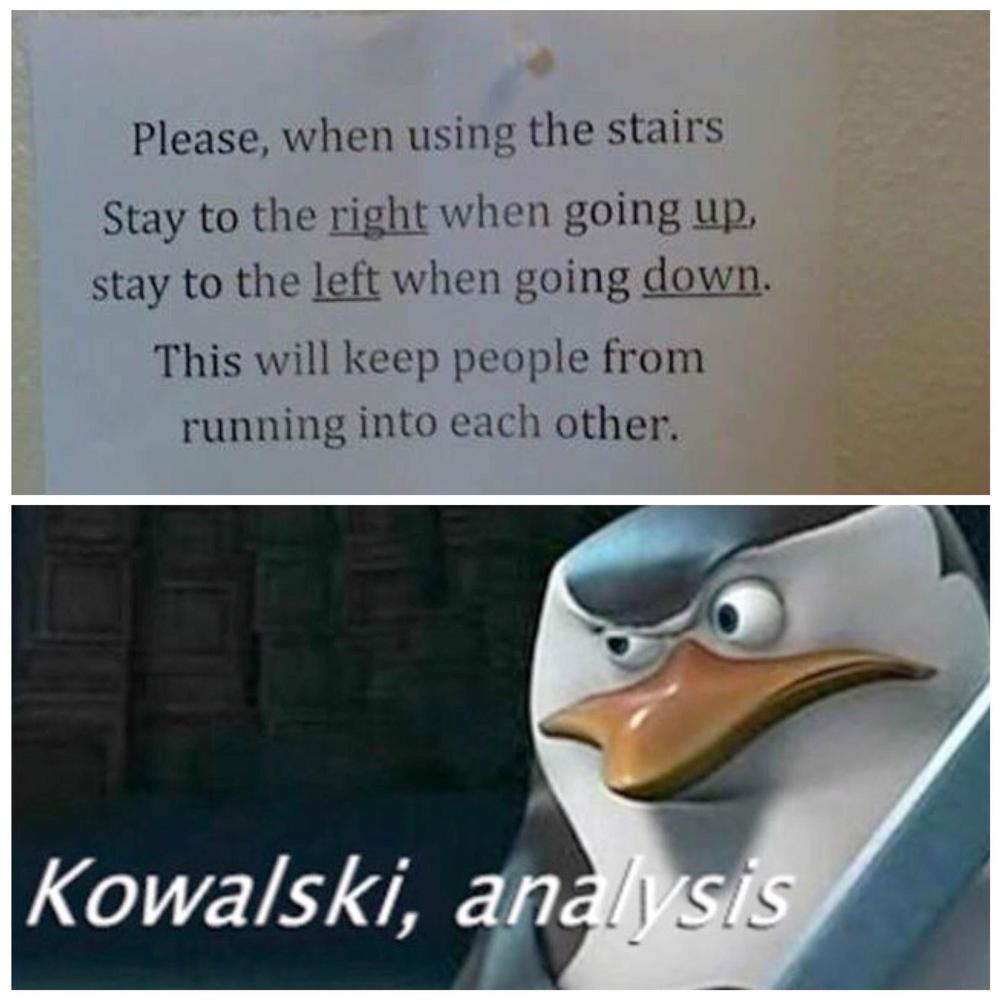 Please, when using the stairs
Stay to the right when going up,
stay to the left when going down.
This will keep people from
running into each other.
Kowalski, analysis